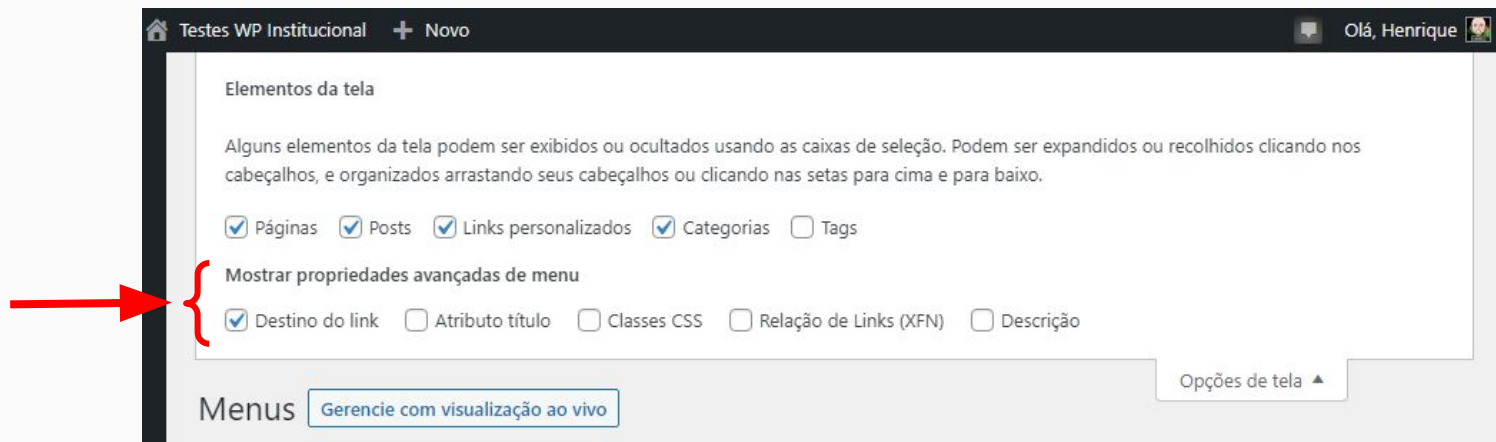 Testes WP Institucional Novo Olá, Henrique
Elementos da tela
Alguns elementos da tela podem ser exibidos ou ocultados usando as caixas de seleção. Podem ser expandidos ou recolhidos clicando nos
cabeçalhos, e organizados arrastando seus cabeçalhos ou clicando nas setas para cima e para baixo.
Páginas Posts Links personalizados Categorias Tags
Mostrar propriedades avançadas de menu
Destino do link Atributo título Classes CSS Relação de Links (XFN) Descrição
Opções de tela
Menus Gerencie com visualização ao vivo